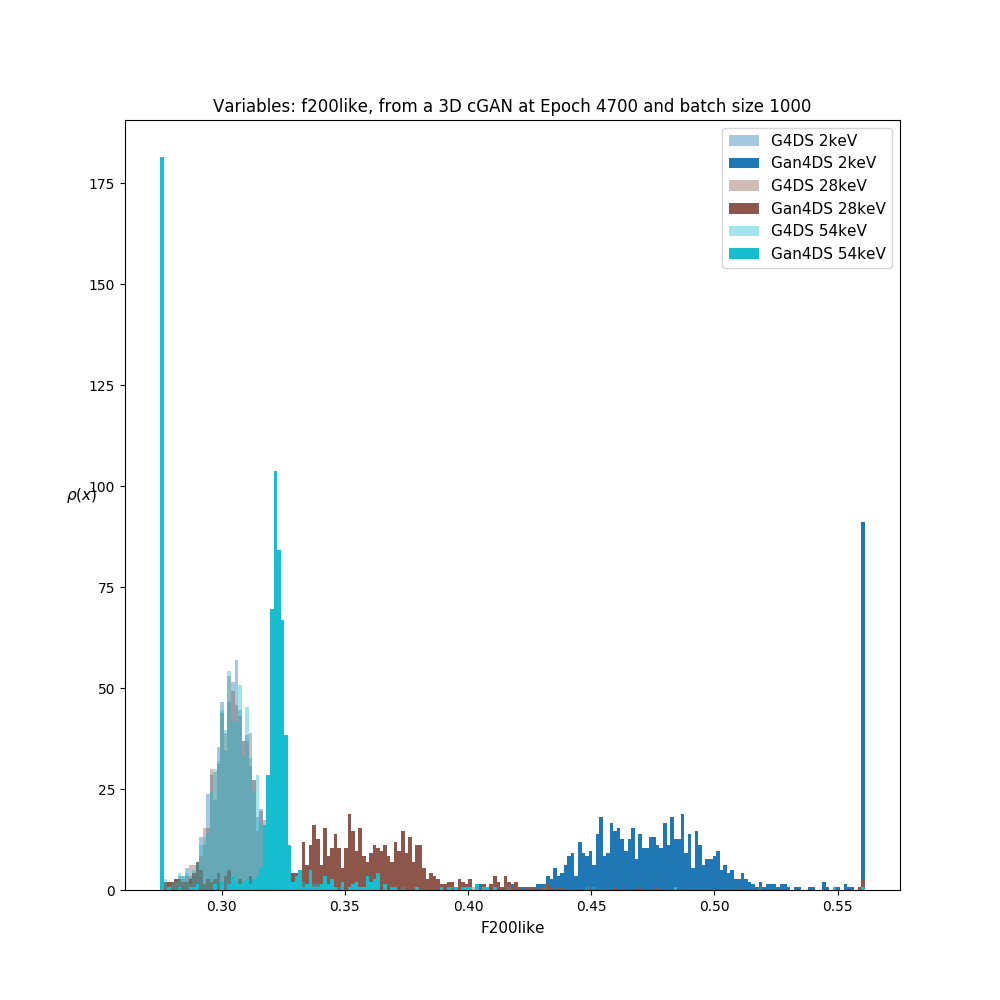 Variables: f200like, from a 3D cGAN at Epoch 4700 and batch size 1000
G4DS 2keV
Gan4DS 2keV
G4DS 28keV
Gan4DS 28keV
G4DS 54keV
Gan4DS 54keV
175
150
125
100
ρ(x)
75
50
25
0
0.30 0.35 0.40 0.45 0.50 0.55
F200like